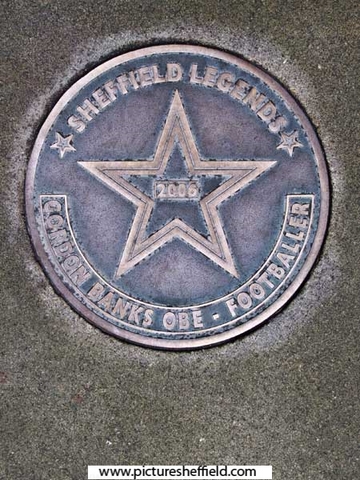 SHEFFIELD LEGENDS
2006
GORDON BANKS OBE - FOOTBALLER
www.picturesheffield.com